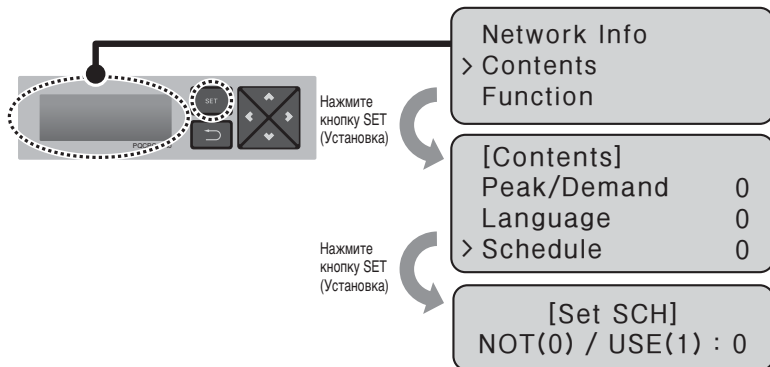 Network Info
> Contents
Function
SET
Нажмите
кнопку SET
(Установка)
[Contents]
Peak/Demand 0
Language 0
> Schedule 0
Нажмите
кнопку SET
(Установка)
[Set SCH]
NOT(0) / USE(1) : 0